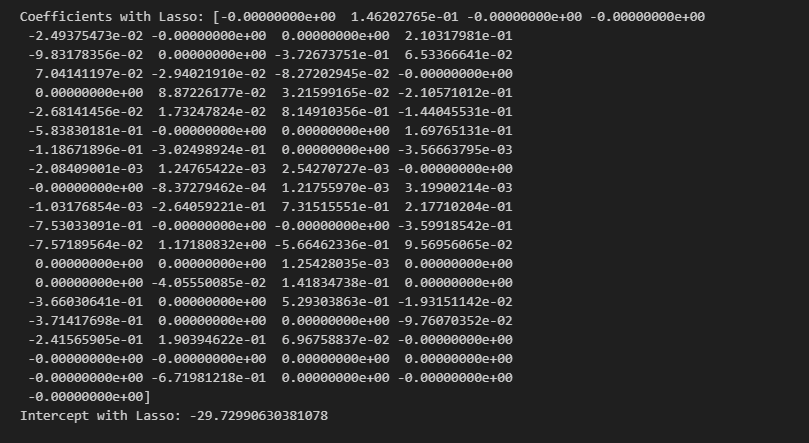 Coefficients with Lasso: [-0.00000000e+00  1.46202765e-01 -0.00000000e+00 -0.00000000e+00
 -2.49375473e-02 -0.00000000e+00  0.00000000e+00  2.10317981e-01
 -9.83178356e-02  0.00000000e+00 -3.72673751e-01  6.53366641e-02
  7.04141197e-02 -2.94021910e-02 -8.27202945e-02 -0.00000000e+00
  0.00000000e+00  8.87226177e-02  3.21599165e-02 -2.10571012e-01
 -2.68141456e-02  1.73247824e-02  8.14910356e-01 -1.44045531e-01
 -5.83830181e-01 -0.00000000e+00  0.00000000e+00  1.69765131e-01
 -1.18671896e-01 -3.02498924e-01  0.00000000e+00 -3.56663795e-03
 -2.08409001e-03  1.24765422e-03  2.54270727e-03 -0.00000000e+00
 -0.00000000e+00 -8.37279462e-04  1.21755970e-03  3.19900214e-03
 -1.03176854e-03 -2.64059221e-01  7.31515551e-01  2.17710204e-01
 -7.53033091e-01 -0.00000000e+00 -0.00000000e+00 -3.59918542e-01
 -7.57189564e-02  1.17180832e+00 -5.66462336e-01  9.56956065e-02
  0.00000000e+00  0.00000000e+00  1.25428035e-03  0.00000000e+00
  0.00000000e+00 -4.05550085e-02  1.41834738e-01  0.00000000e+00
 -3.66030641e-01  0.00000000e+00  5.29303863e-01 -1.93151142e-02
 -3.71417698e-01  0.00000000e+00  0.00000000e+00 -9.76070352e-02
 -2.41565905e-01  1.90394622e-01  6.96758837e-02 -0.00000000e+00
 -0.00000000e+00 -0.00000000e+00  0.00000000e+00  0.00000000e+00
 -0.00000000e+00 -6.71981218e-01  0.00000000e+00 -0.00000000e+00
 -0.00000000e+00]
Intercept with Lasso: -29.72990630381078